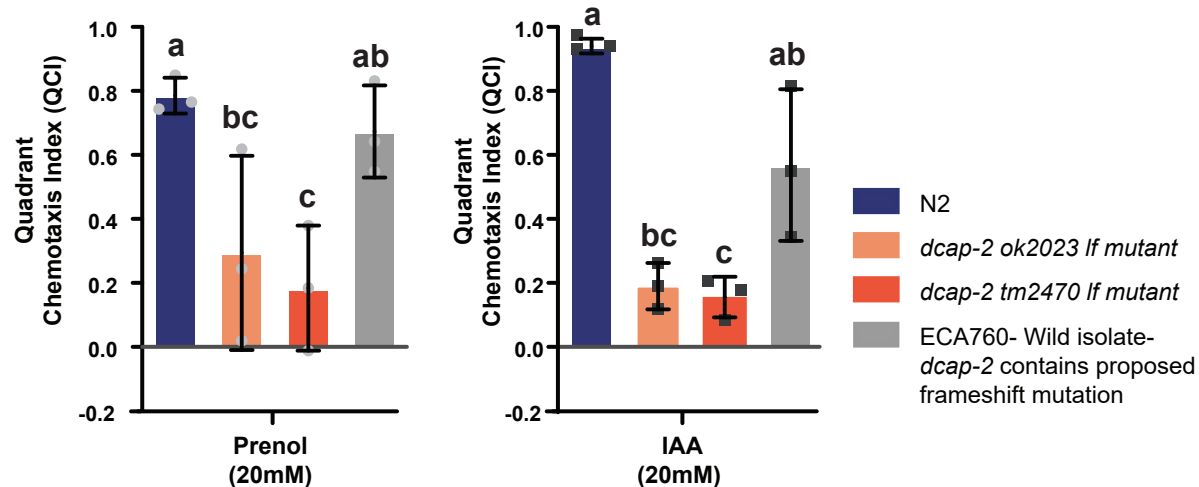 Quadrant
Chemotaxis Index (QCI)
1.0
0.8
0.6
0.4
0.2
0.0
-0.2
a
bc
c
ab
Prenol
(20mM)
Quadrant
Chemotaxis Index (QCI)
1.0
0.8
0.6
0.4
0.2
0.0
-0.2
a
bc
c
ab
IAA
(20mM)
N2
dcap-2 ok2023 lf mutant
dcap-2 tm2470 lf mutant
ECA760- Wild isolate-
dcap-2 contains proposed
frameshift mutation